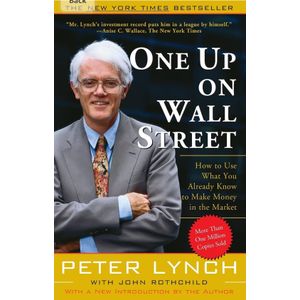 Back
THE NEW YORK TIMES BESTSELLER
"Mr. Lynch's investment record puts him in a league by himself."
—Anise C. Wallace, The New York Times
ONE UP
ON
WALL
STREET
How to Use
What You
Already Know
to Make Money
in the Market
More Than
One Million
Copies Sold
PETER LYNCH
WITH JOHN ROTHCHILD
WITH A NEW INTRODUCTION BY THE AUTHOR